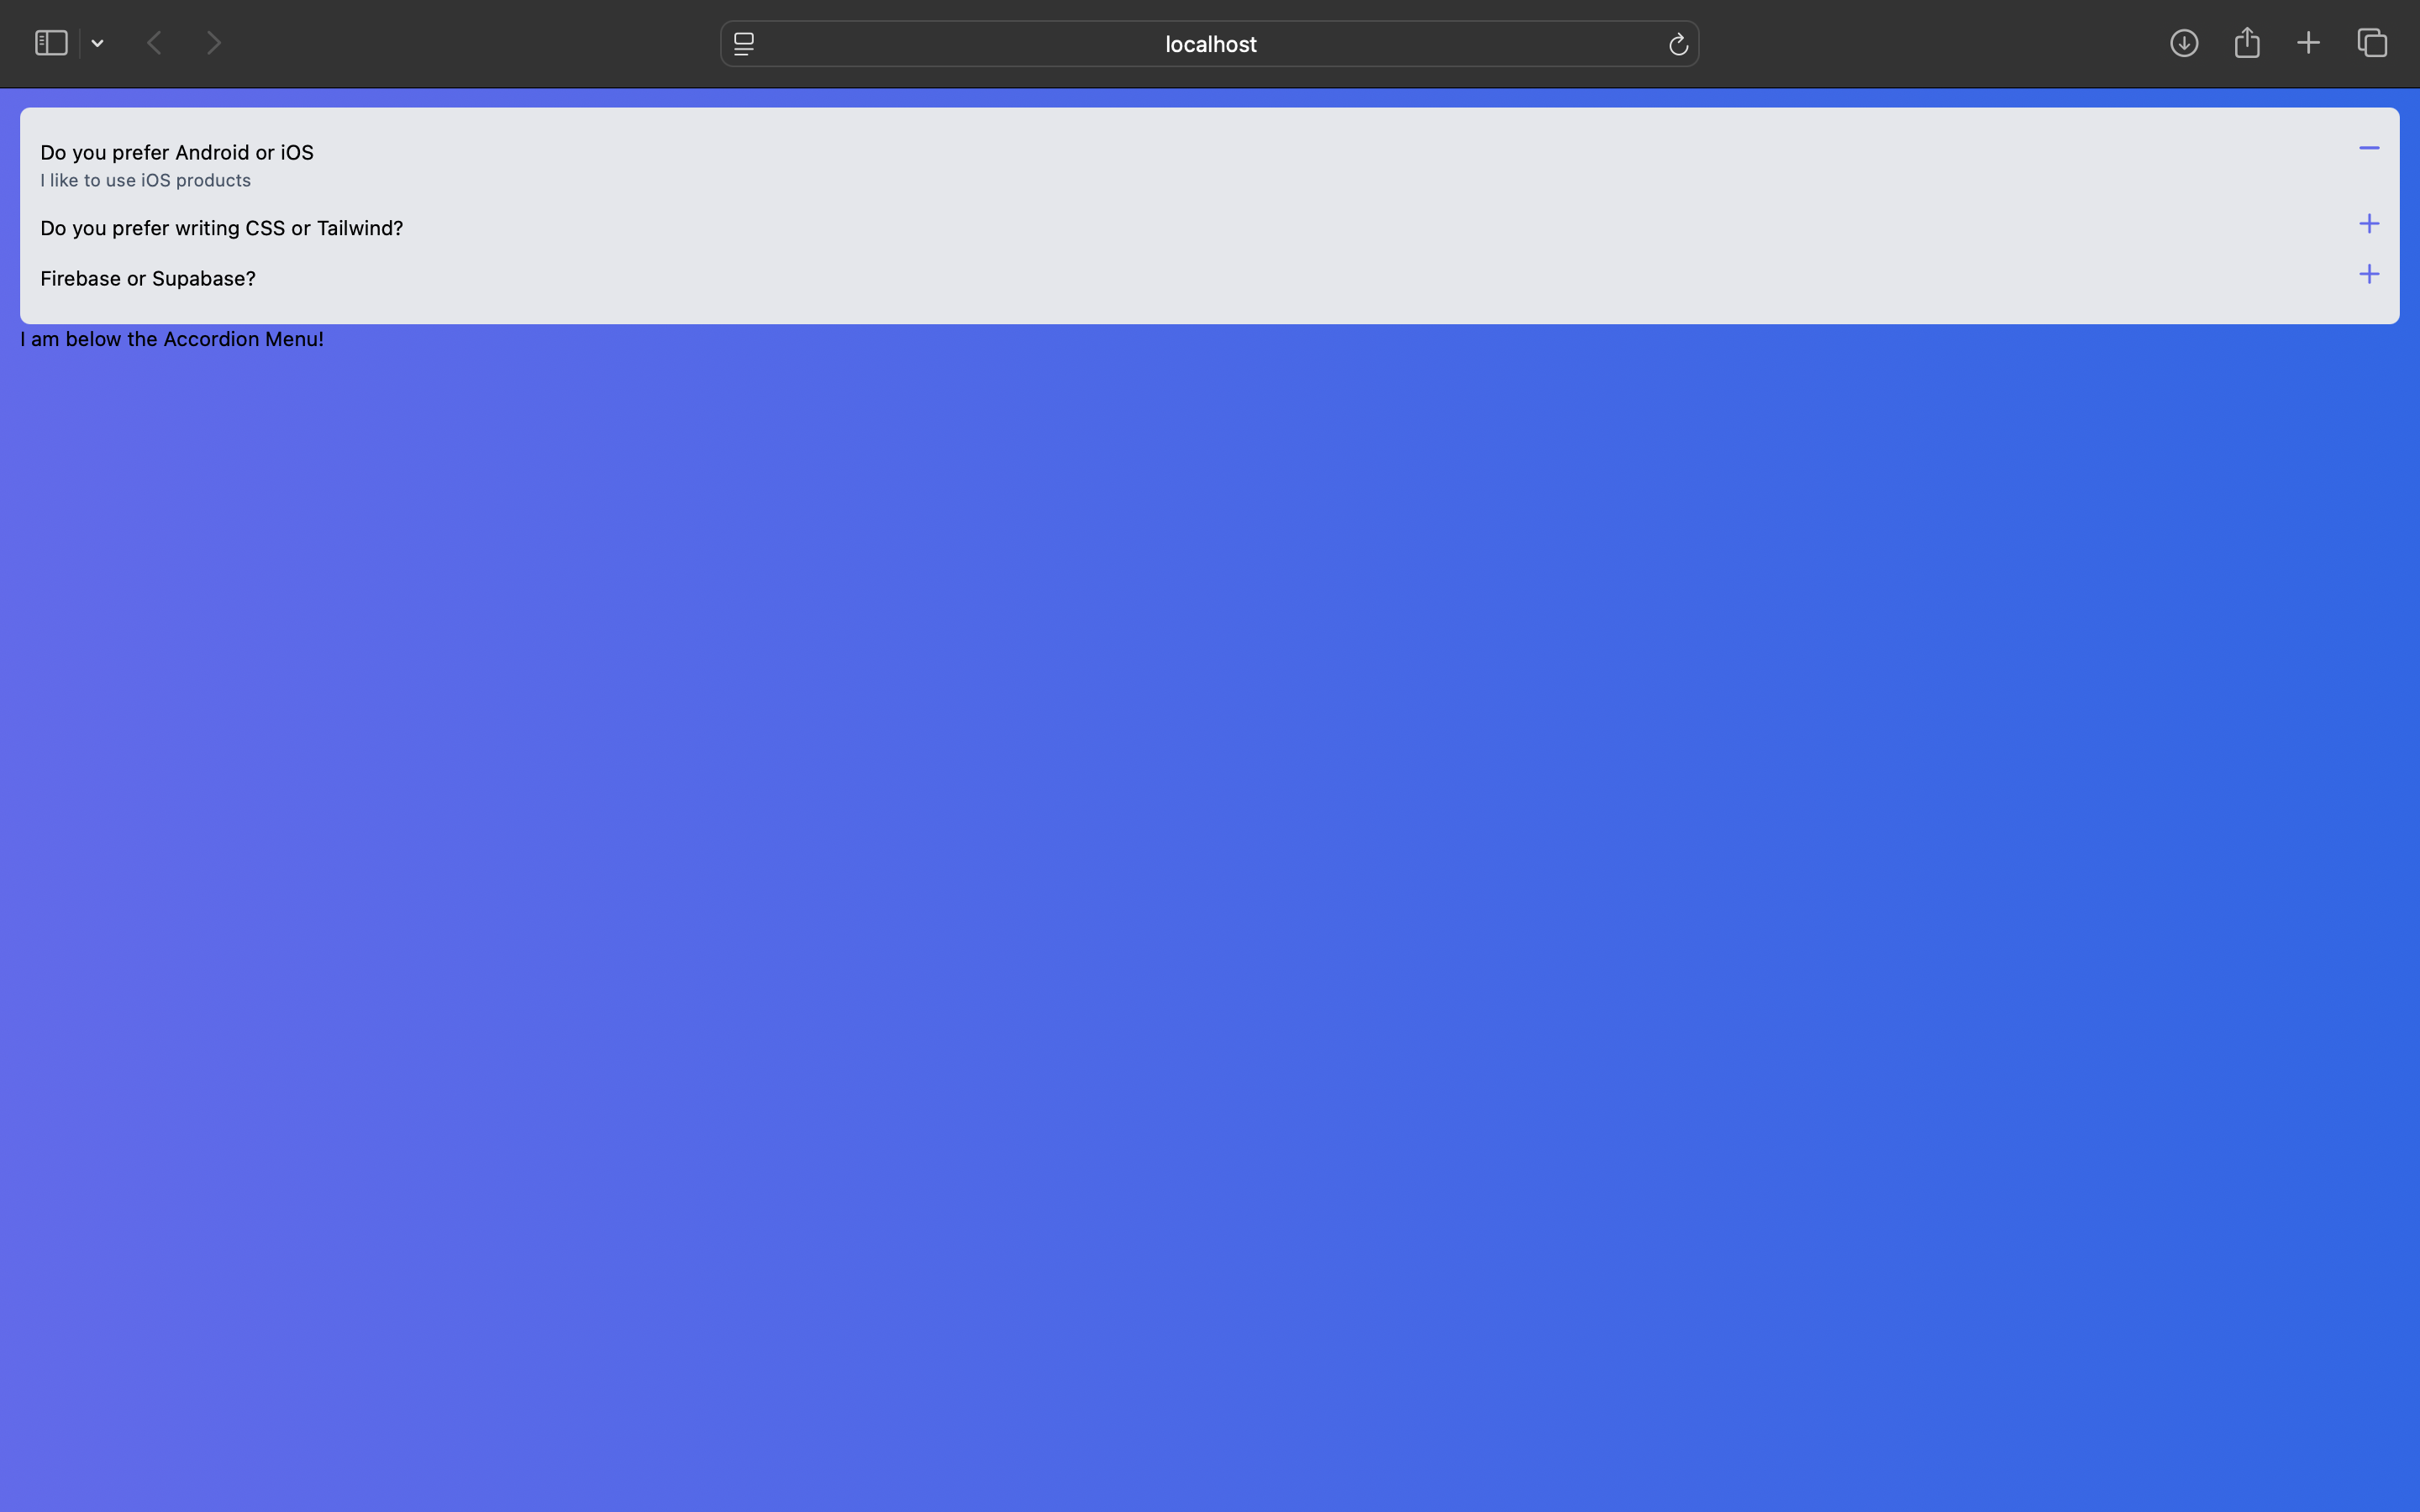 localhost
Do you prefer Android or iOS
I like to use iOS products
Do you prefer writing CSS or Tailwind?
Firebase or Supabase?
I am below the Accordion Menu!